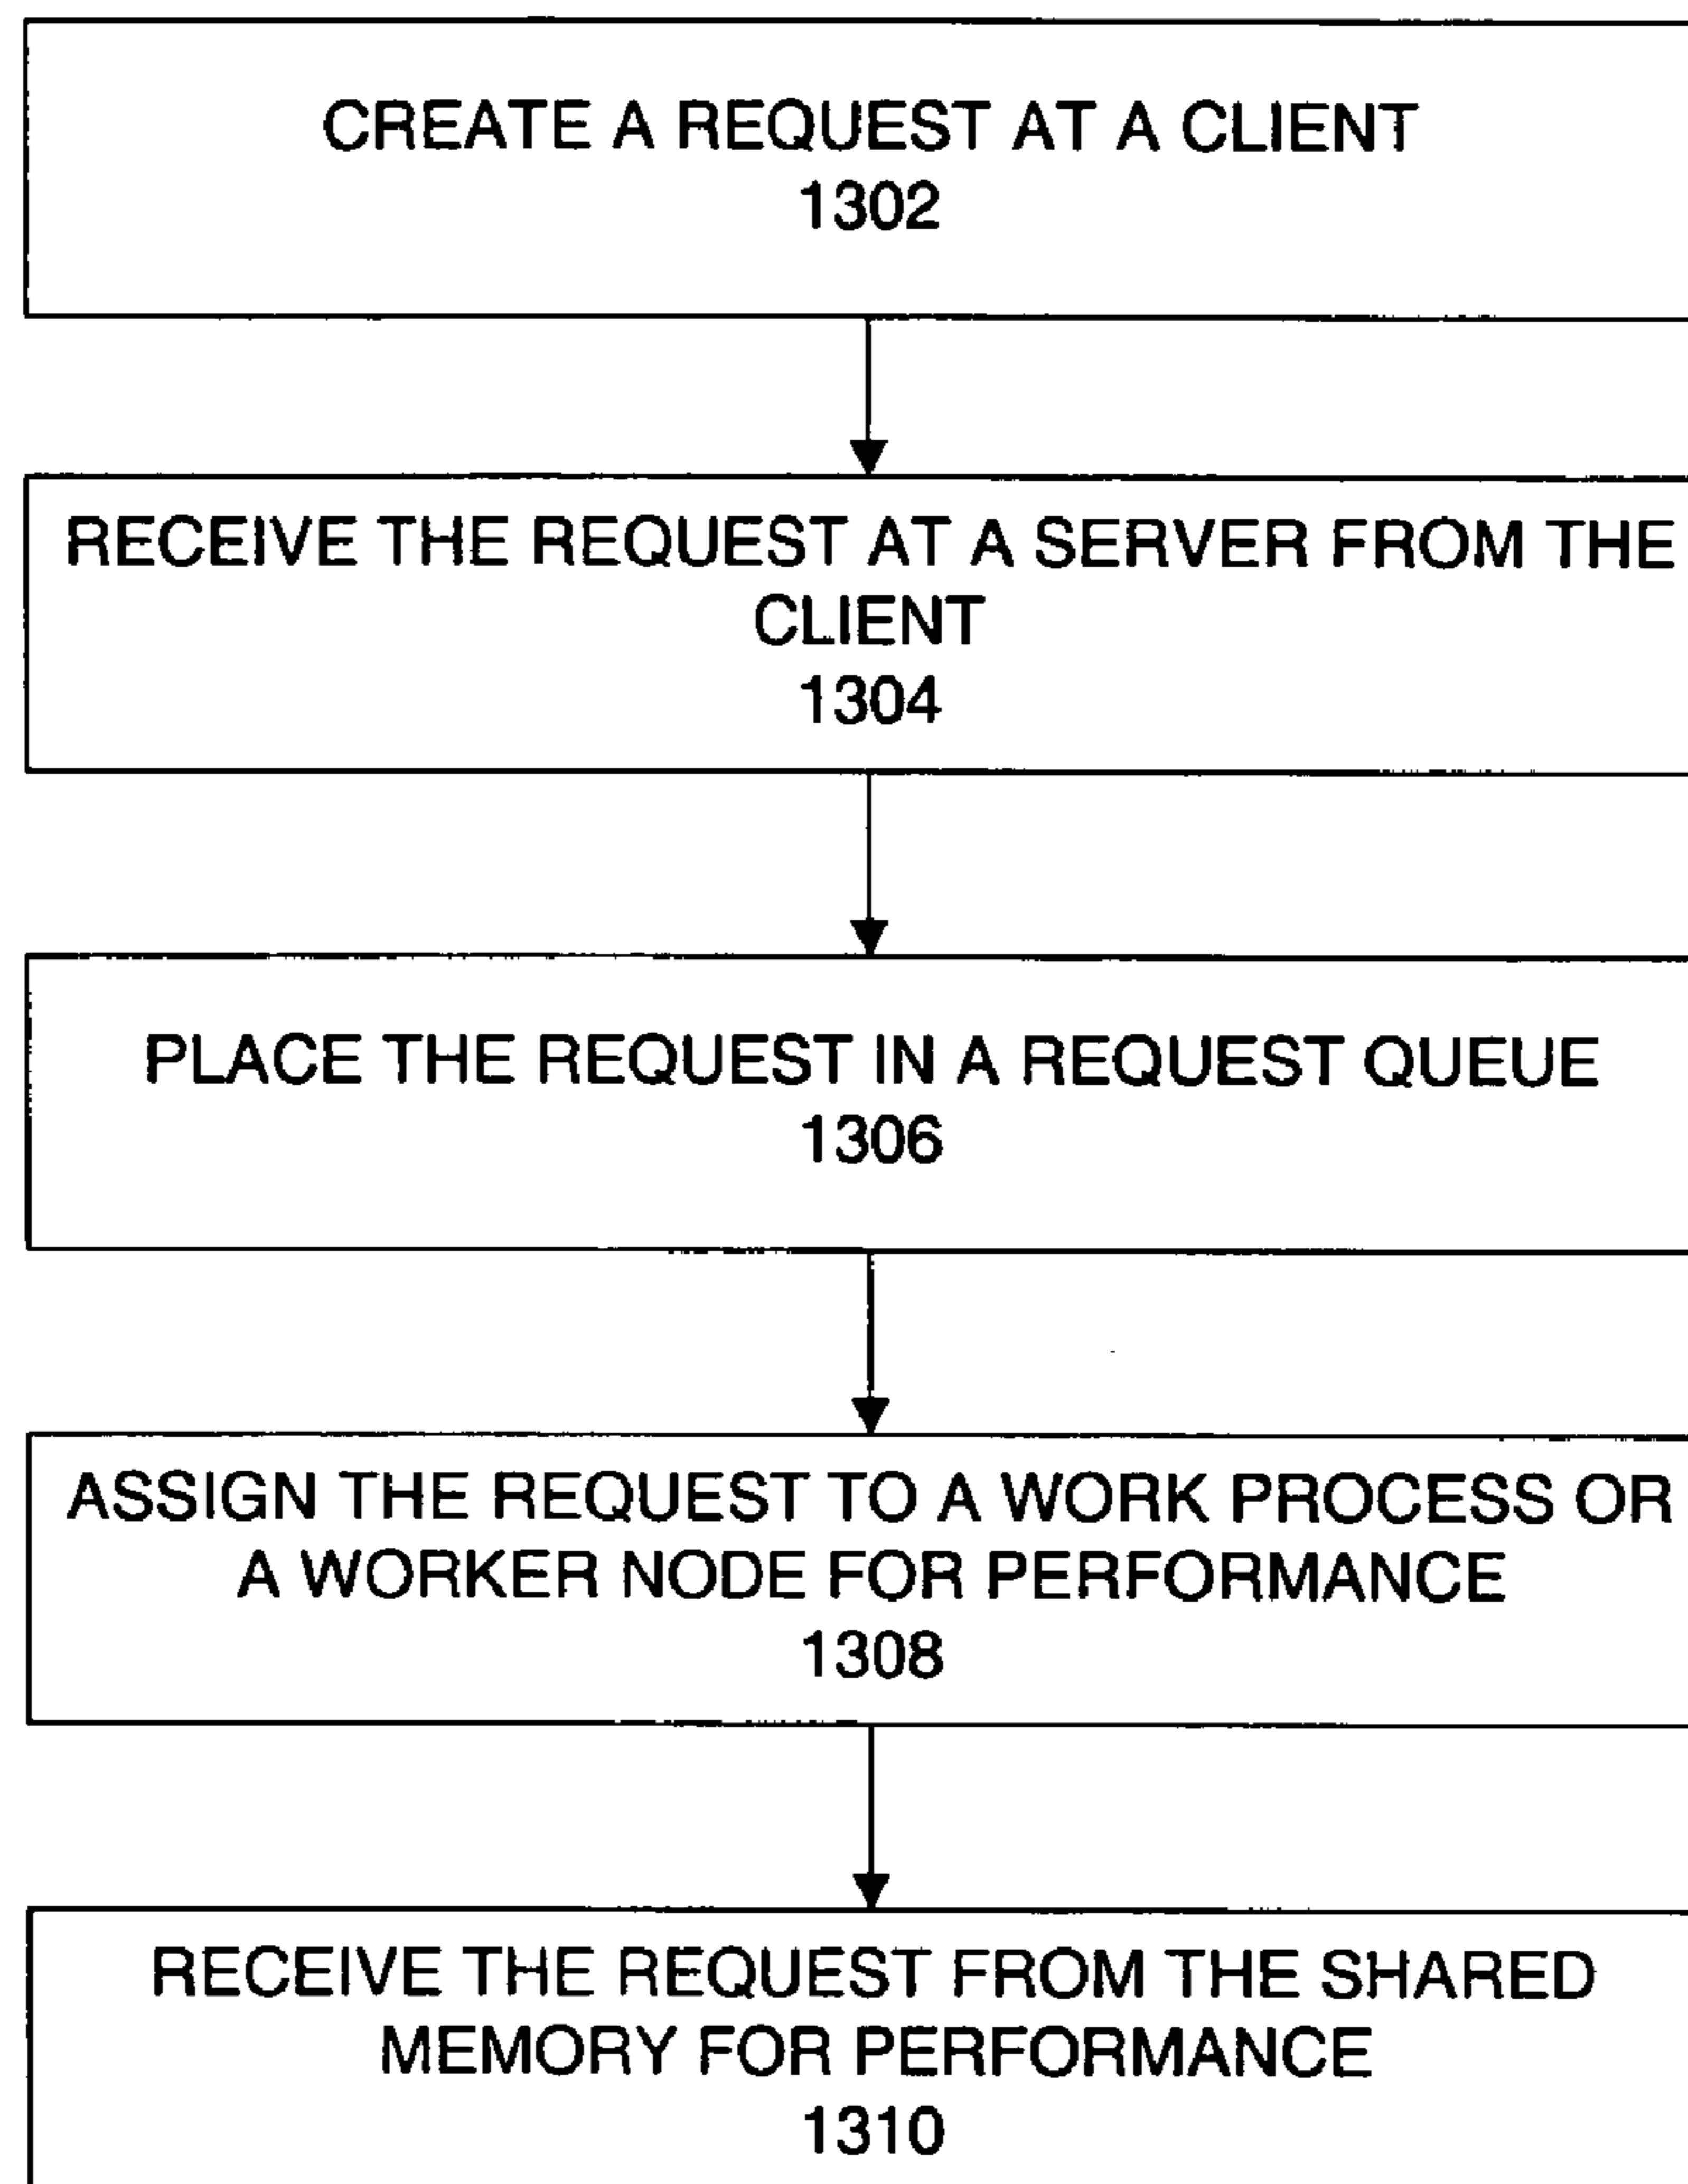 CREATE A REQUEST AT A CLIENT
1302
RECEIVE THE REQUEST AT A SERVER FROM THE
CLIENT
1304
PLACE THE REQUEST IN A REQUEST QUEUE
1306
ASSIGN THE REQUEST TO A WORK PROCESS OR
A WORKER NODE FOR PERFORMANCE
1308
RECEIVE THE REQUEST FROM THE SHARED
MEMORY FOR PERFORMANCE
1310